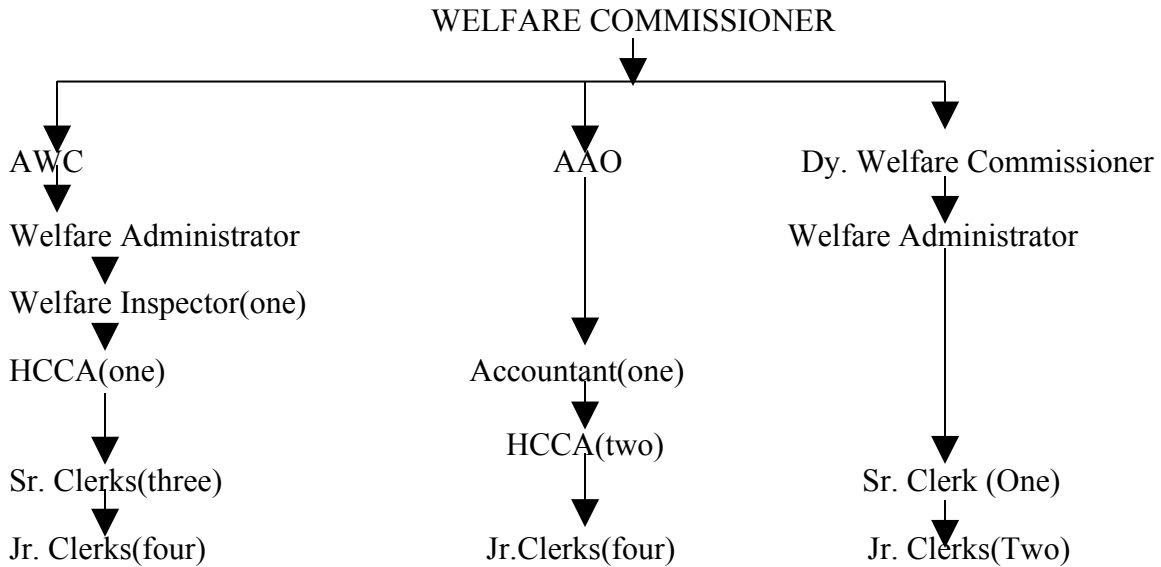 WELFARE COMMISSIONER
AWC
AAO
Dy. Welfare Commissioner
Welfare Administrator
Welfare Administrator
Welfare Inspector(one)
HCCA(one)
Accountant(one)
HCCA(two)
Sr. Clerks(three)
Sr. Clerk (One)
Jr. Clerks(four)
Jr.Clerks(four)
Jr. Clerks(Two)